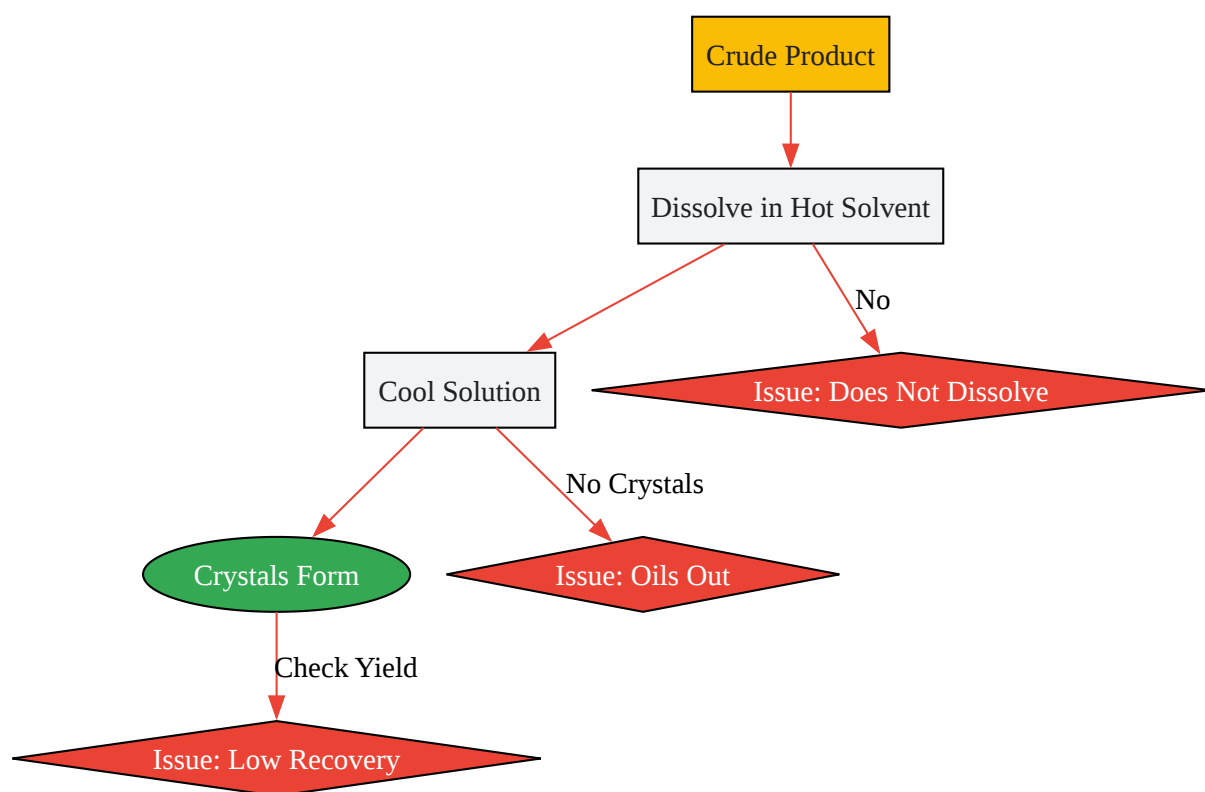 Crude Product
Dissolve in Hot Solvent
No
Cool Solution
Issue: Does Not Dissolve
No Crystals
Crystals Form
Issue: Oils Out
Check Yield
Issue: Low Recovery